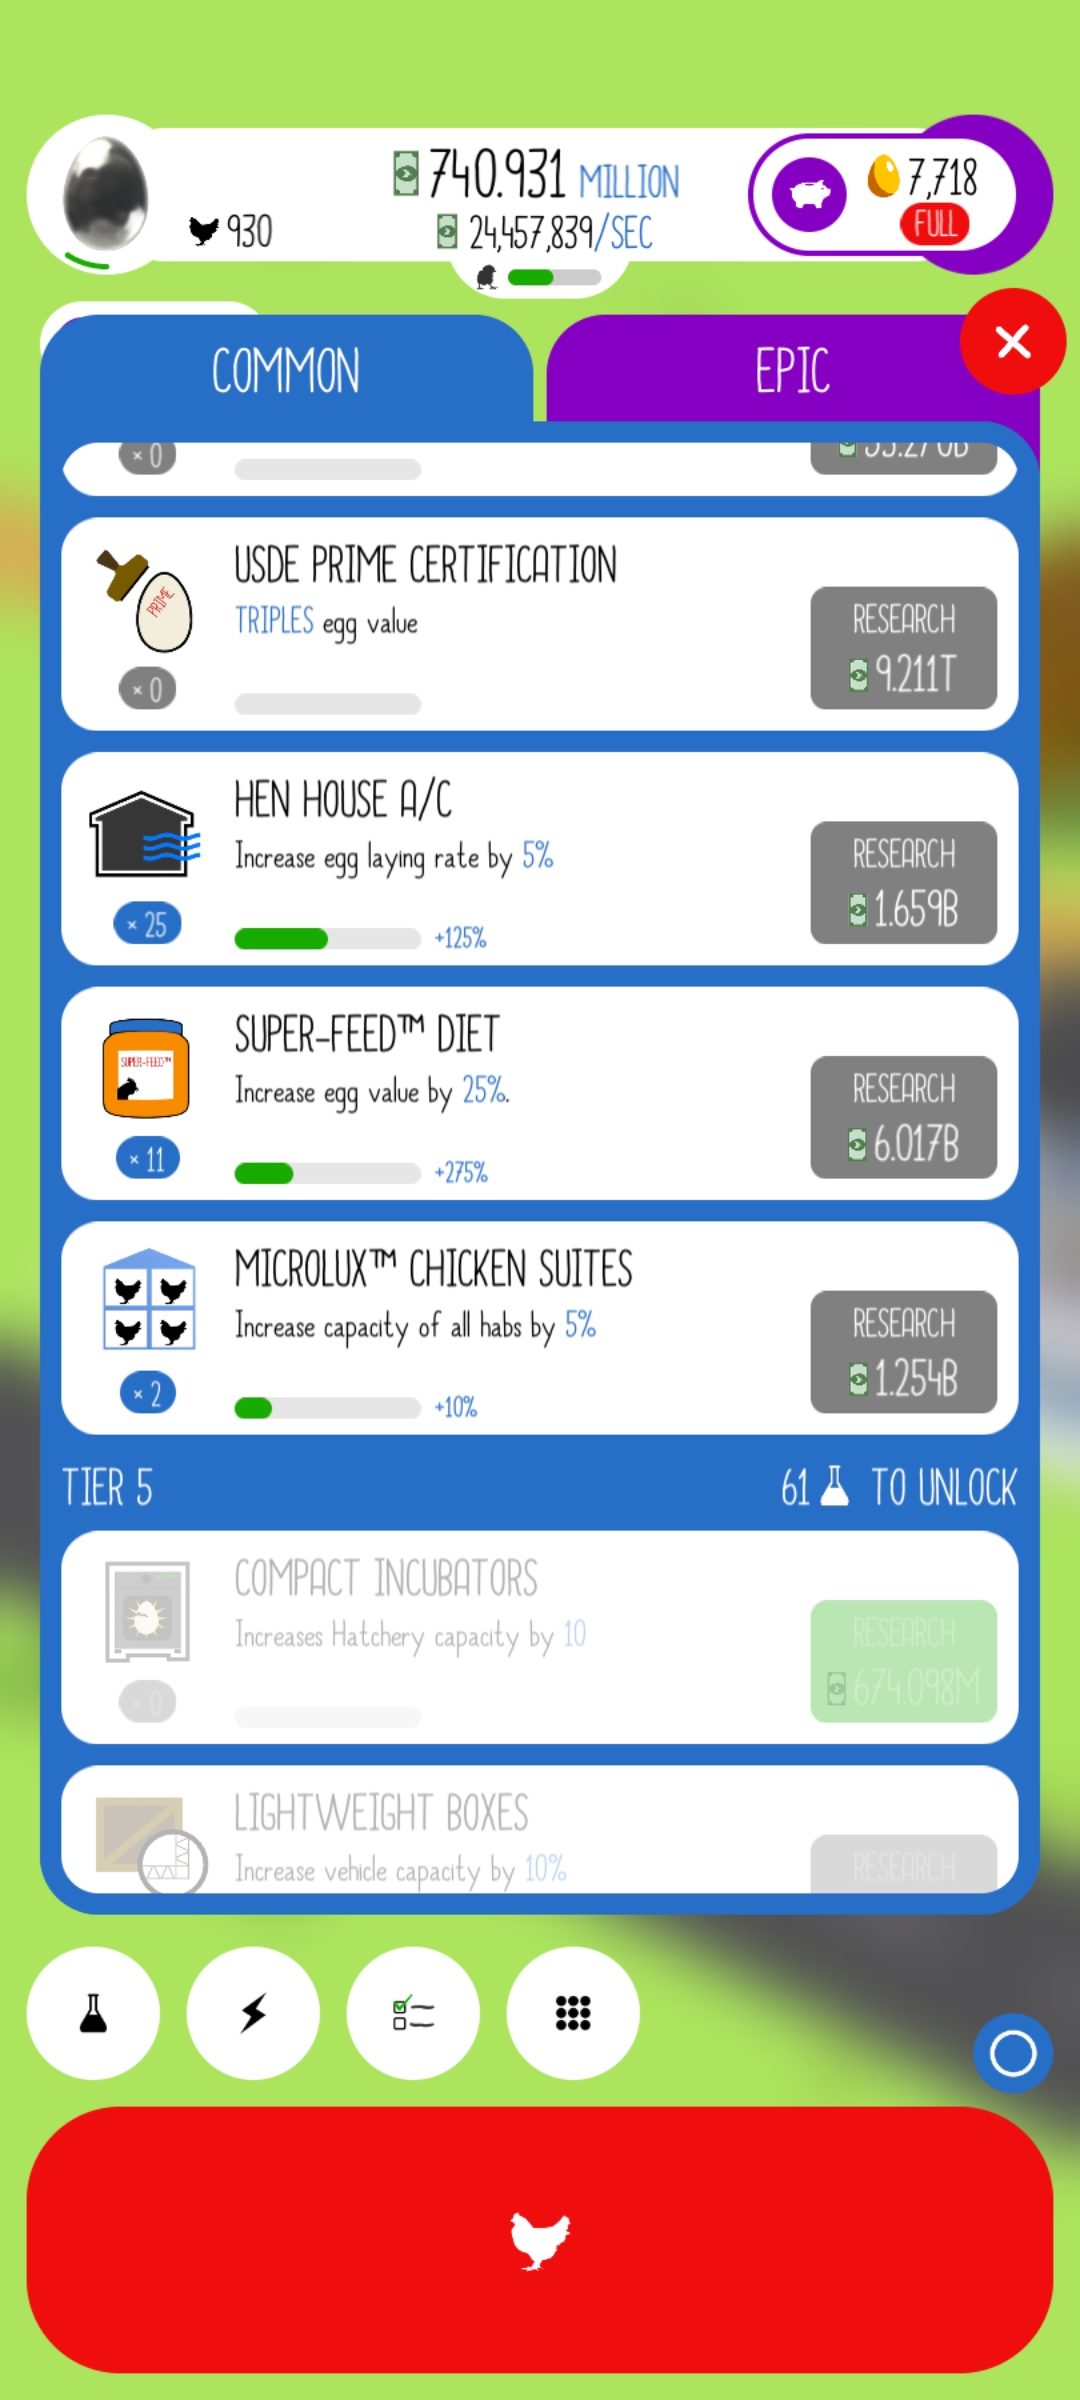 740.931 MILLION
7,718
930
24,457,839/SEC
FULL
COMMON
EPIC
× 0
USDE PRIME CERTIFICATION
TRIPLES egg value
PRIME
RESEARCH
9.211T
× 0
HEN HOUSE A/C
Increase egg laying rate by 5%
RESEARCH
1.659B
× 25
+125%
SUPER-FEED™ DIET
SUPER-FEED™
Increase egg value by 25%.
RESEARCH
6.017B
× 11
+275%
MICROLUX™ CHICKEN SUITES
Increase capacity of all habs by 5%
RESEARCH
1.254B
× 2
+10%
TIER 5
61 TO UNLOCK
COMPACT INCUBATORS
Increases Hatchery capacity by 10
RESEARCH
674.098M
× 0
LIGHTWEIGHT BOXES
Increase vehicle capacity by 10%
RESEARCH